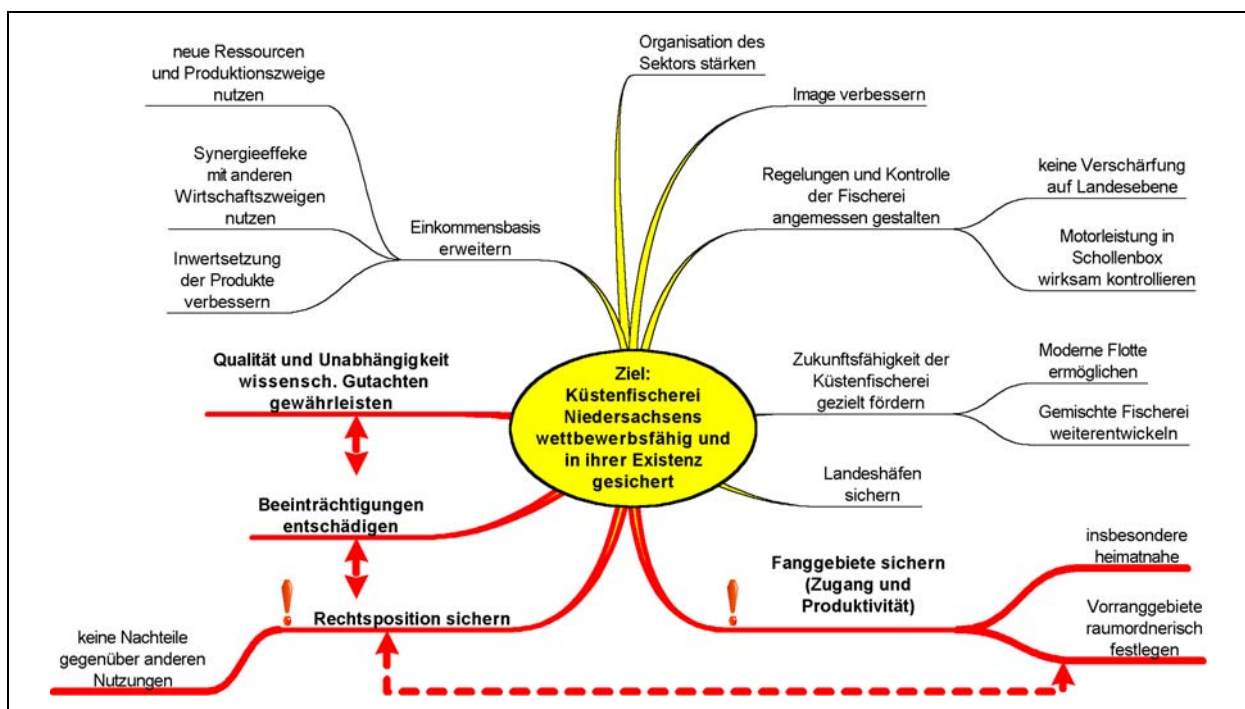 Organisation des
Sektors stärken
neue Ressourcen
und Produktionszweige
nutzen
Image verbessern
Synergieeffeke
mit anderen
Wirtschaftszweigen
nutzen
Regelungen und Kontrolle
der Fischerei
angemessen gestalten
keine Verschärfung
auf Landesebene
Motorleistung in
Schollenbox
wirksam kontrollieren
Einkommensbasis
erweitern
Inwertsetzung
der Produkte
verbessern
Qualität und Unabhängigkeit
wissensch. Gutachten
gewährleisten
Ziel:
Küstenfischerei
Niedersachsens
wettbewerbsfähig und
in ihrer Existenz
gesichert
Zukunftsfähigkeit der
Küstenfischerei
gezielt fördern
Moderne Flotte
ermöglichen
Gemischte Fischerei
weiterentwickeln
Landeshäfen
sichern
Beeinträchtigungen
entschädigen
Fanggebiete sichern
(Zugang und
Produktivität)
insbesondere
heimatnahe
Vorranggebiete
raumordnerisch
festlegen
! Rechtsposition sichern
!
keine Nachteile
gegenüber anderen
Nutzungen